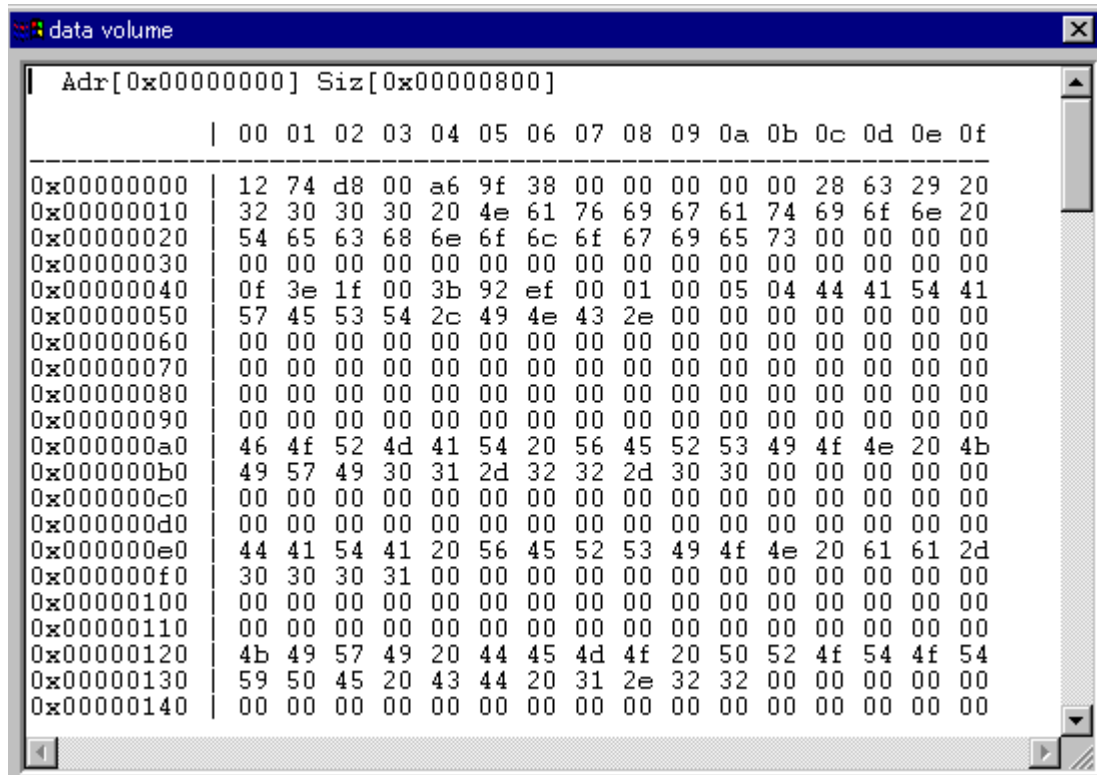 data volume
Adr[0x00000000] Siz[0x00000800]
| 00 01 02 03 04 05 06 07 08 09 0a 0b 0c 0d 0e 0f
0x00000000 | 12 74 d8 00 a6 9f 38 00 00 00 00 00 28 63 29 20
0x00000010 | 32 30 30 30 20 4e 61 76 69 67 61 74 69 6f 6e 20
0x00000020 | 54 65 63 68 6e 6f 6c 6f 67 69 65 73 00 00 00 00
0x00000030 | 00 00 00 00 00 00 00 00 00 00 00 00 00 00 00 00
0x00000040 | 0f 3e 1f 00 3b 92 ef 00 01 00 05 04 44 41 54 41
0x00000050 | 57 45 53 54 2c 49 4e 43 2e 00 00 00 00 00 00 00
0x00000060 | 00 00 00 00 00 00 00 00 00 00 00 00 00 00 00 00
0x00000070 | 00 00 00 00 00 00 00 00 00 00 00 00 00 00 00 00
0x00000080 | 00 00 00 00 00 00 00 00 00 00 00 00 00 00 00 00
0x00000090 | 00 00 00 00 00 00 00 00 00 00 00 00 00 00 00 00
0x000000a0 | 46 4f 52 4d 41 54 20 56 45 52 53 49 4f 4e 20 4b
0x000000b0 | 49 57 49 30 31 2d 32 32 2d 30 30 00 00 00 00 00
0x000000c0 | 00 00 00 00 00 00 00 00 00 00 00 00 00 00 00 00
0x000000d0 | 00 00 00 00 00 00 00 00 00 00 00 00 00 00 00 00
0x000000e0 | 44 41 54 41 20 56 45 52 53 49 4f 4e 20 61 61 2d
0x000000f0 | 30 30 30 31 00 00 00 00 00 00 00 00 00 00 00 00
0x00000100 | 00 00 00 00 00 00 00 00 00 00 00 00 00 00 00 00
0x00000110 | 00 00 00 00 00 00 00 00 00 00 00 00 00 00 00 00
0x00000120 | 4b 49 57 49 20 44 45 4d 4f 20 50 52 4f 54 4f 54
0x00000130 | 59 50 45 20 43 44 20 31 2e 32 32 00 00 00 00 00
0x00000140 | 00 00 00 00 00 00 00 00 00 00 00 00 00 00 00 00